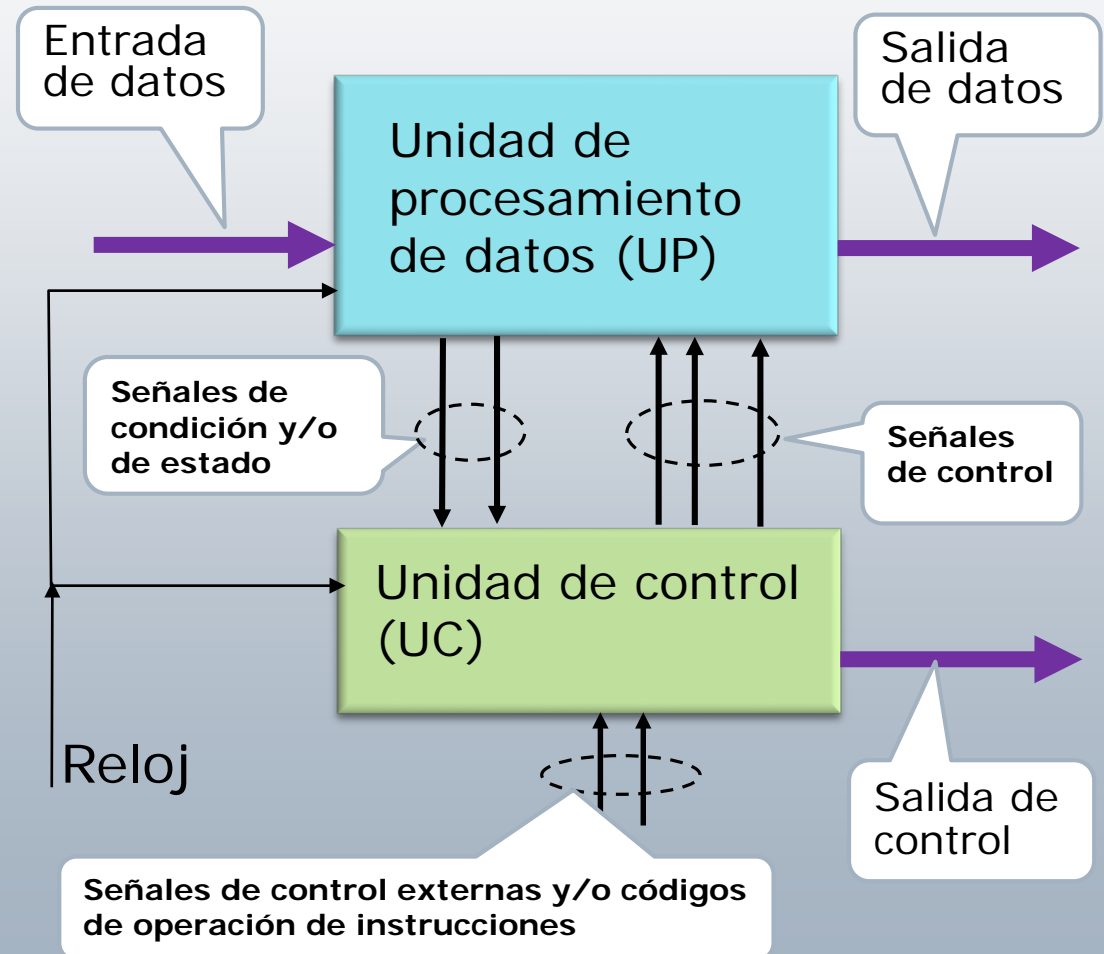 Entrada
de datos
Salida
de datos
Unidad de
procesamiento
de datos (UP)
Señales de
condición y/o
de estado
Señales
de control
Unidad de control
(UC)
Reloj
Salida de
control
Señales de control externas y/o códigos
de operación de instrucciones